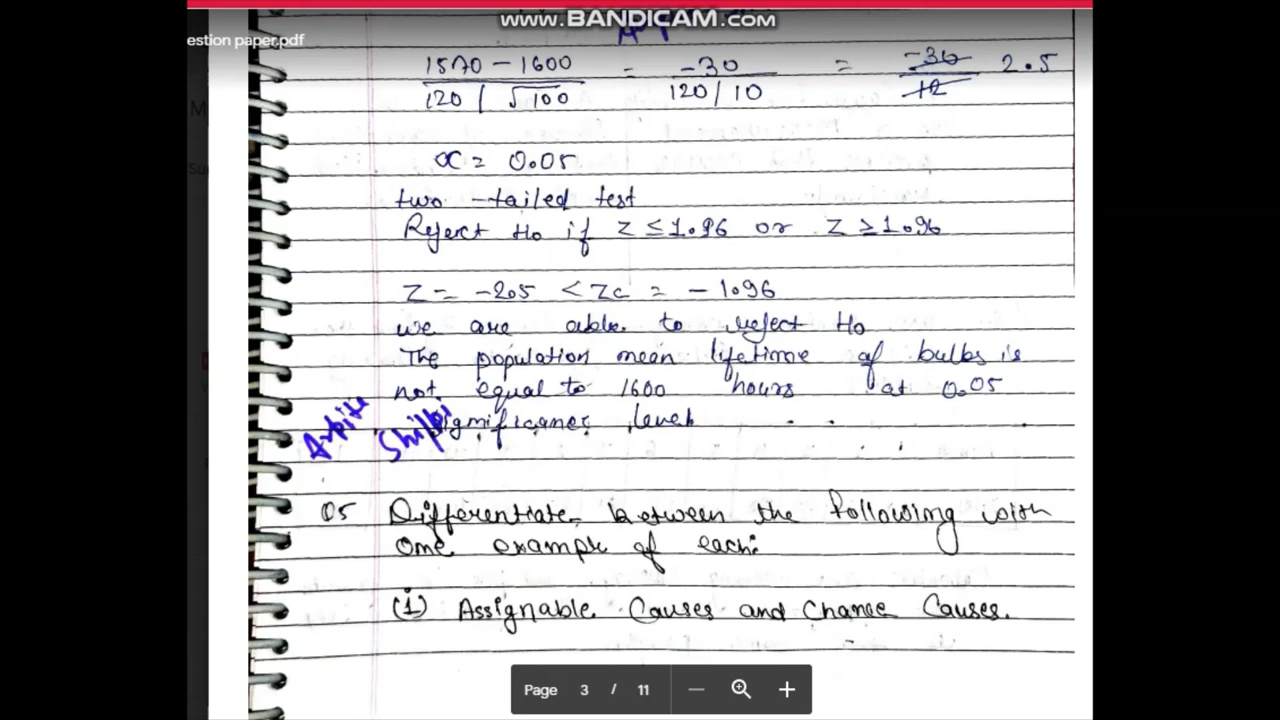 www.BANDICAM.com
estion paper.pdf
1570 - 1600 = -30 = -30 2.5
120 / √100 120/10 12
α = 0.05
two -tailed test
Reject Ho if Z ≤ 1.96 or Z ≥ 1.96
Z = -2.5 < Zc = - 1.96
we are able to reject Ho
The population mean lifetime of bulbs is
not equal to 1600 hours at 0.05
significance level
Arpita Shilpi
05 Differentiate between the following with
one example of each:
(1) Assignable Causes and Chance Causes.
Page 3 / 11